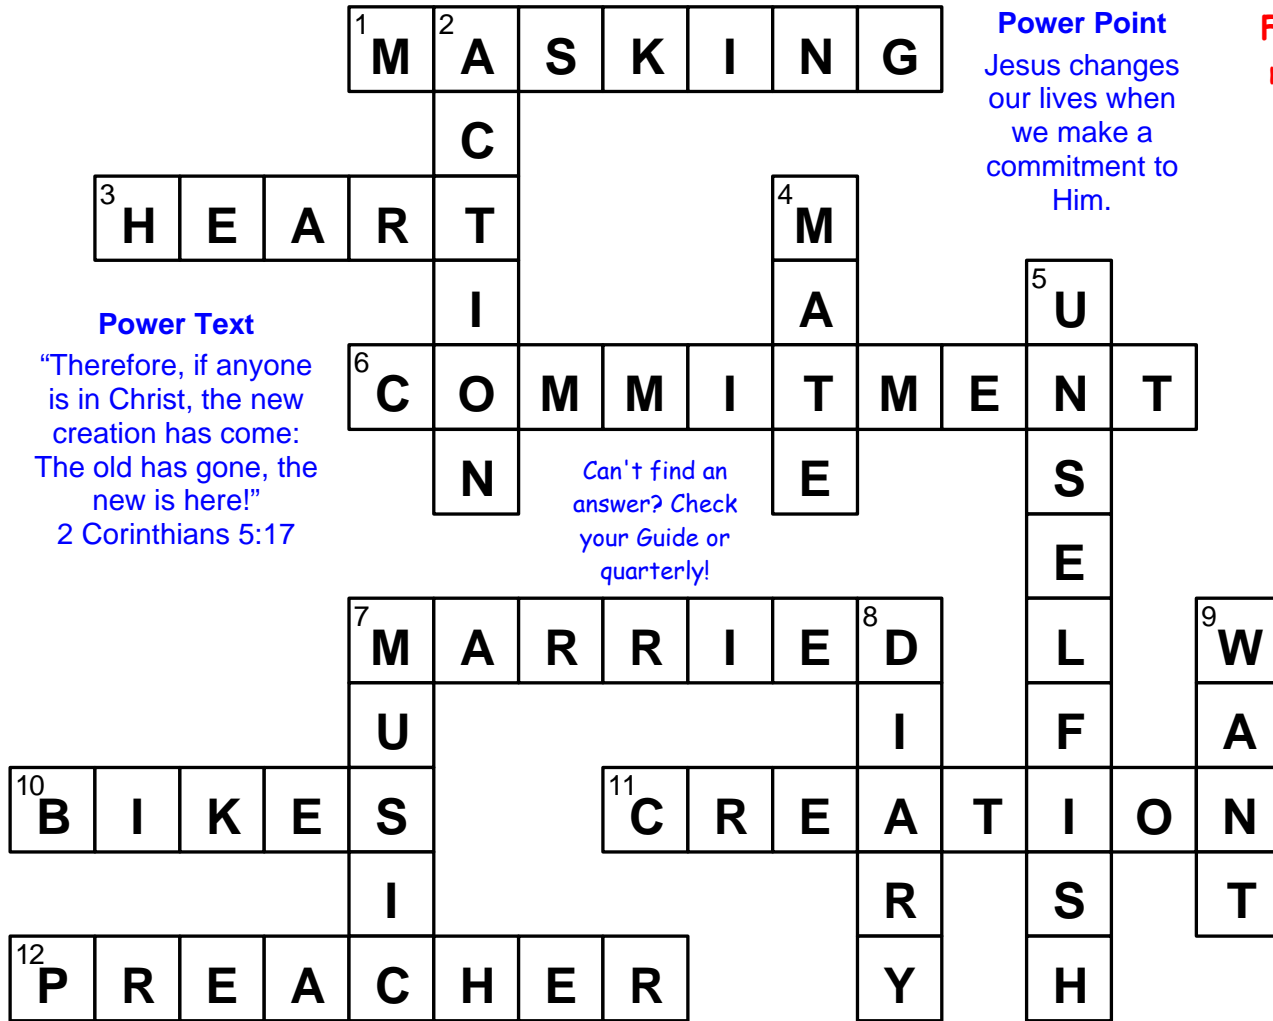 1 M 2 A S K I N G
Power Point
Jesus changes
our lives when
we make a
commitment to
Him.
C
3 H E A R T
4 M
I
A
5 U
Power Text
“Therefore, if anyone
is in Christ, the new
creation has come:
The old has gone, the
new is here!”
2 Corinthians 5:17
6 C O M M I T M E N T
N
E
S
Can't find an
answer? Check
your Guide or
quarterly!
E
7 M A R R I E 8 D
L
9 W
U
I
F
A
10 B I K E S
11 C R E A T I O N
I
R
S
T
12 P R E A C H E R
Y
H